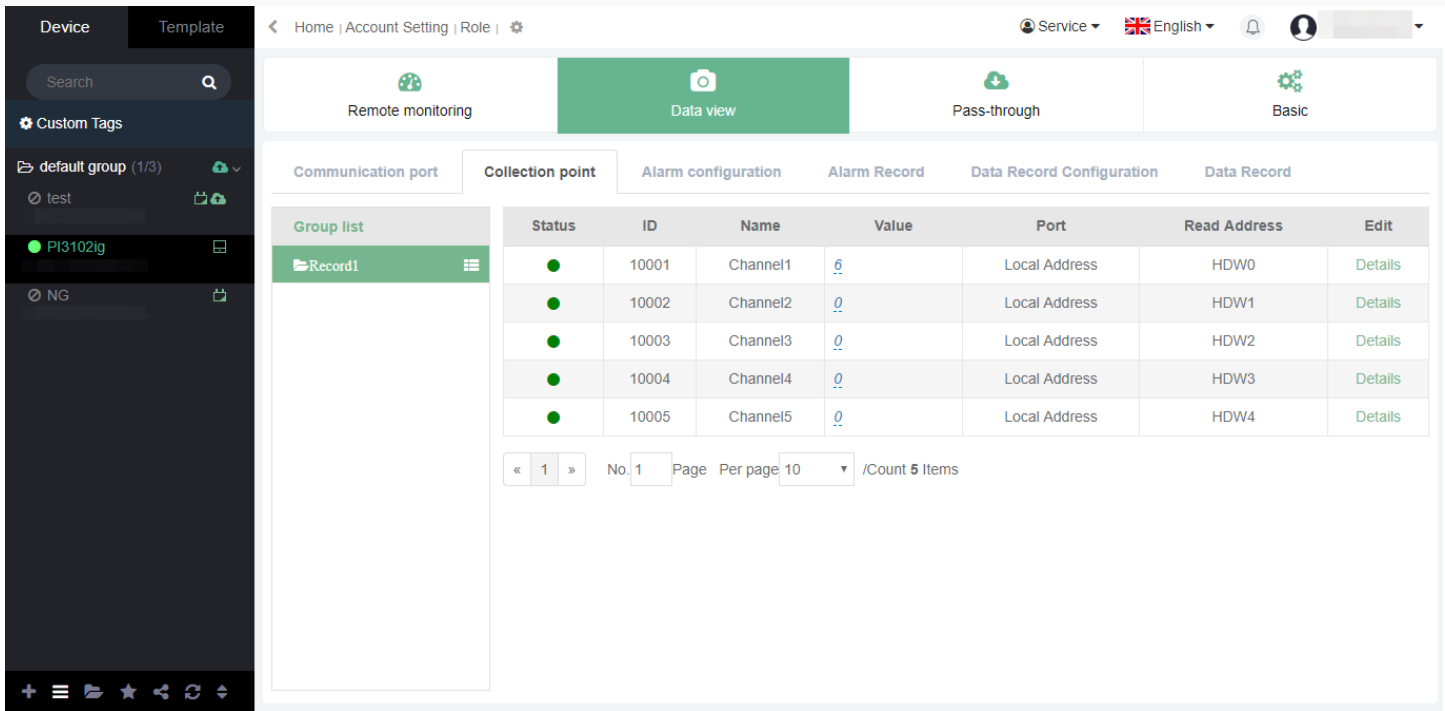 Device Template
Home | Account Setting | Role |
Service English
Search
Custom Tags
default group (1/3)
test
PI3102ig
NG
Remote monitoring Data view Pass-through Basic
Communication port Collection point Alarm configuration Alarm Record Data Record Configuration Data Record
Group list
Record1
Status ID Name Value Port Read Address Edit
10001 Channel1 6 Local Address HDW0 Details
10002 Channel2 0 Local Address HDW1 Details
10003 Channel3 0 Local Address HDW2 Details
10004 Channel4 0 Local Address HDW3 Details
10005 Channel5 0 Local Address HDW4 Details
« 1 » No. 1 Page Per page 10 /Count 5 Items